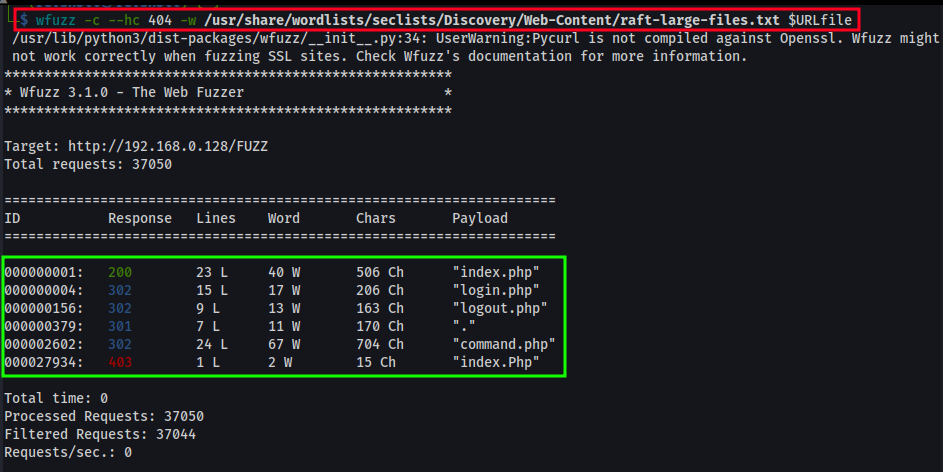 $ wfuzz -c --hc 404 -w /usr/share/wordlists/seclists/Discovery/Web-Content/raft-large-files.txt $URLfile
/usr/lib/python3/dist-packages/wfuzz/__init__.py:34: UserWarning:Pycurl is not compiled against Openssl. Wfuzz might
not work correctly when fuzzing SSL sites. Check Wfuzz's documentation for more information.
********************************************************
* Wfuzz 3.1.0 - The Web Fuzzer                         *
********************************************************
Target: http://192.168.0.128/FUZZ
Total requests: 37050
=====================================================================
ID           Response   Lines    Word       Chars       Payload
=====================================================================
000000001:   200        23 L     40 W       506 Ch      "index.php"
000000004:   302        15 L     17 W       206 Ch      "login.php"
000000156:   302        9 L      13 W       163 Ch      "logout.php"
000000379:   301        7 L      11 W       170 Ch      "."
000002602:   302        24 L     67 W       704 Ch      "command.php"
000027934:   403        1 L      2 W        15 Ch       "index.Php"
Total time: 0
Processed Requests: 37050
Filtered Requests: 37044
Requests/sec.: 0